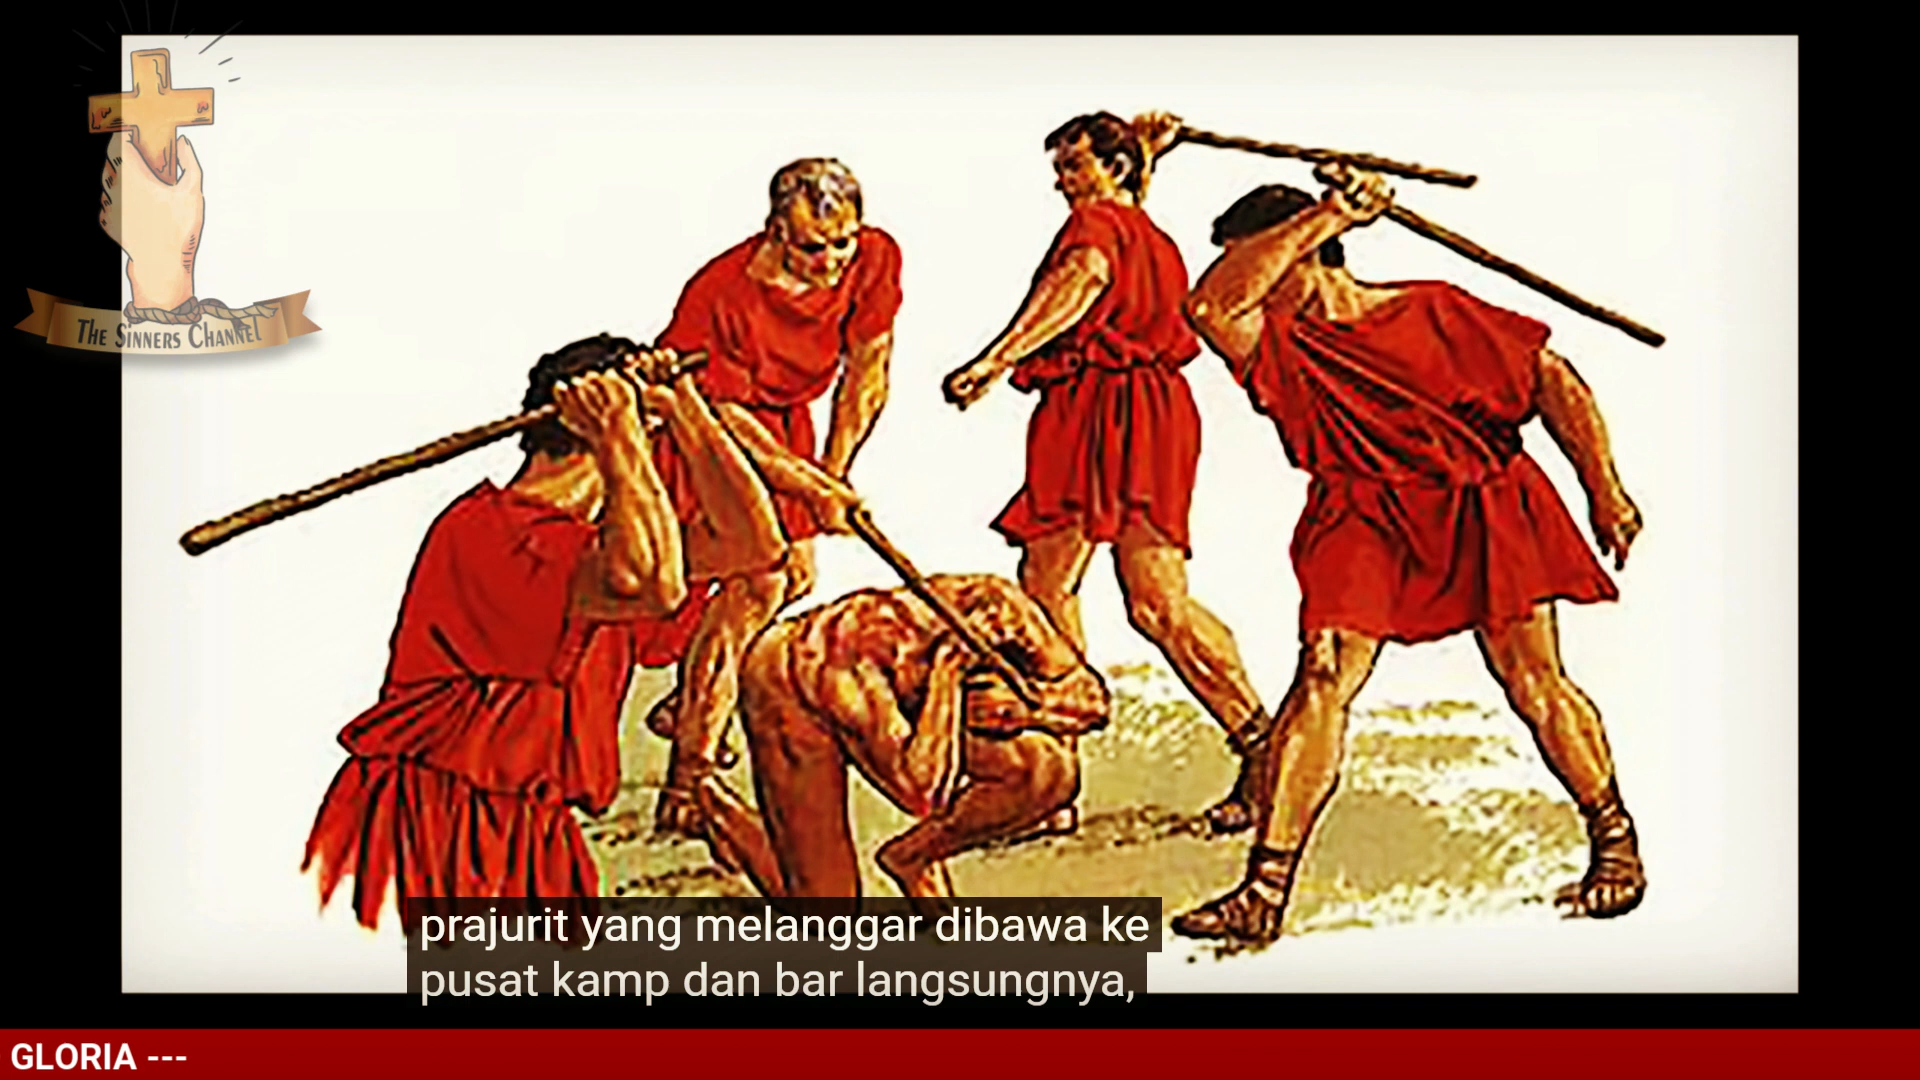 The Sinners Channel
prajurit yang melanggar dibawa ke
pusat kamp dan bar langsungnya,
GLORIA ---